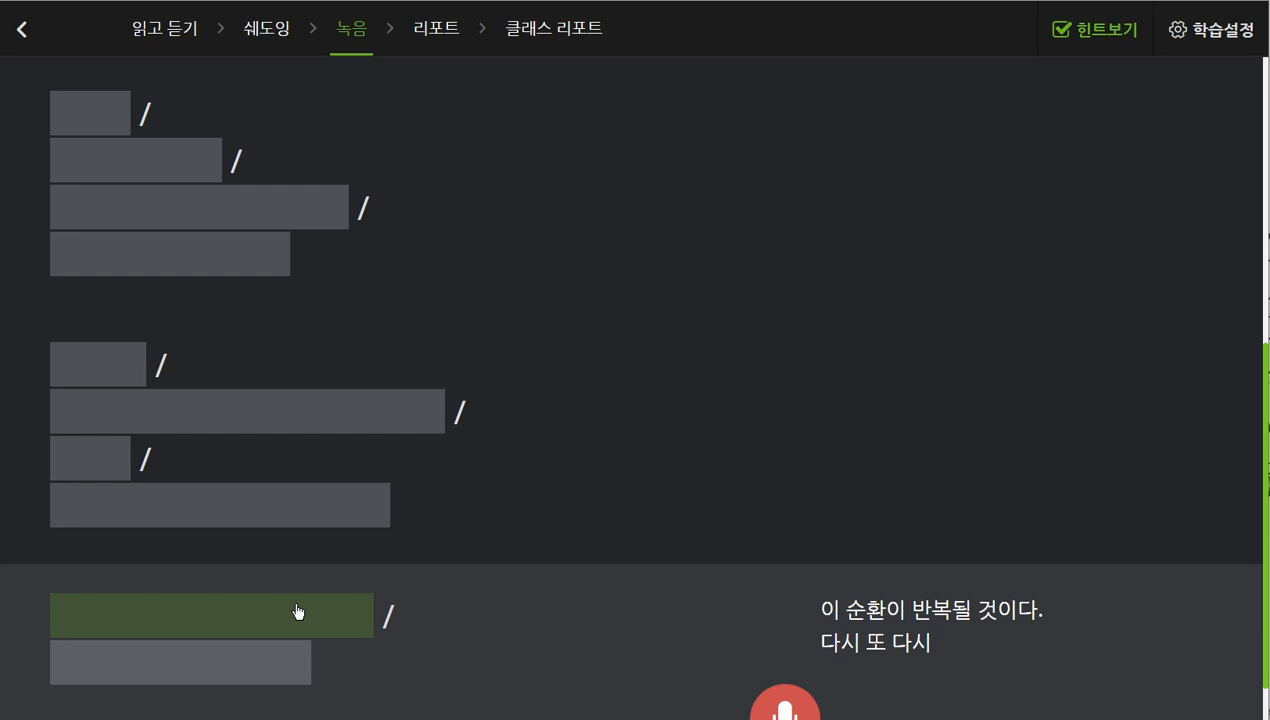 읽고 듣기 > 쉐도잉 > 녹음 > 리포트 > 클래스 리포트
힌트보기
학습설정
/
/
/
/
/
/
/
이 순환이 반복될 것이다.
다시 또 다시